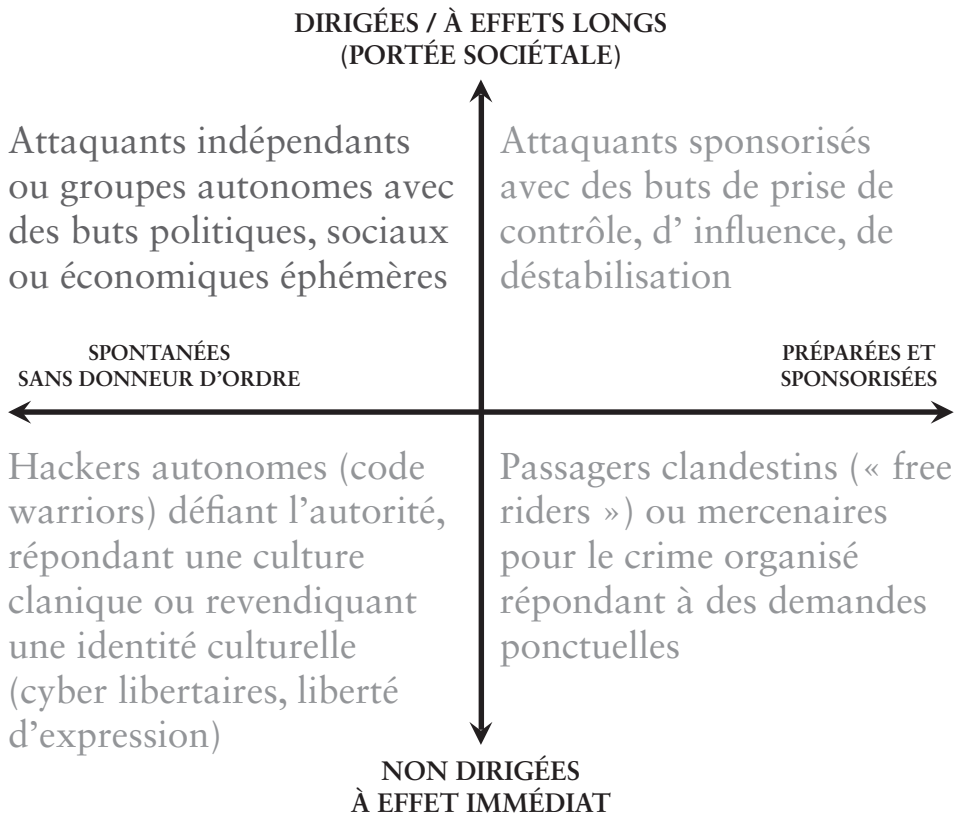 DIRIGÉES / À EFFETS LONGS
(PORTÉE SOCIÉTALE)
Attaquants indépendants
ou groupes autonomes avec
des buts politiques, sociaux
ou économiques éphémères
Attaquants sponsorisés
avec des buts de prise de
contrôle, d’ influence, de
déstabilisation
SPONTANÉES
SANS DONNEUR D’ORDRE
PRÉPARÉES ET
SPONSORISÉES
Hackers autonomes (code
warriors) défiant l’autorité,
répondant une culture
clanique ou revendiquant
une identité culturelle
(cyber libertaires, liberté
d’expression)
Passagers clandestins (« free
riders ») ou mercenaires
pour le crime organisé
répondant à des demandes
ponctuelles
NON DIRIGÉES
À EFFET IMMÉDIAT